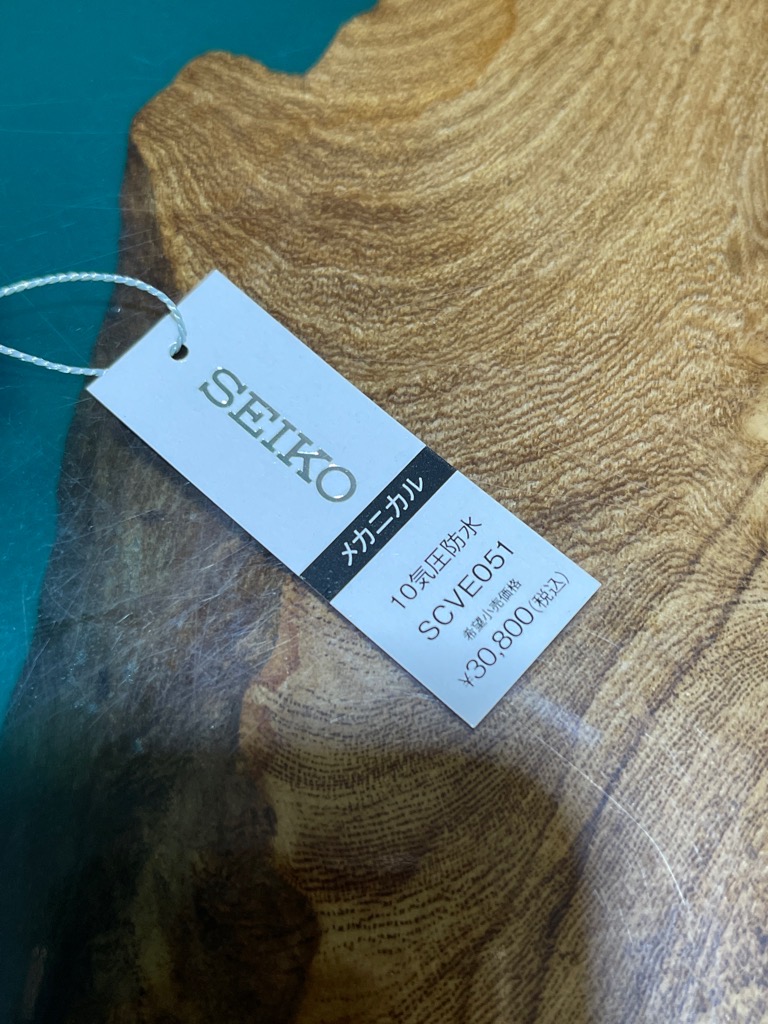 SEIKO
メカニカル
10気圧防水
SCVE051
希望小売価格
¥30,800(税込)